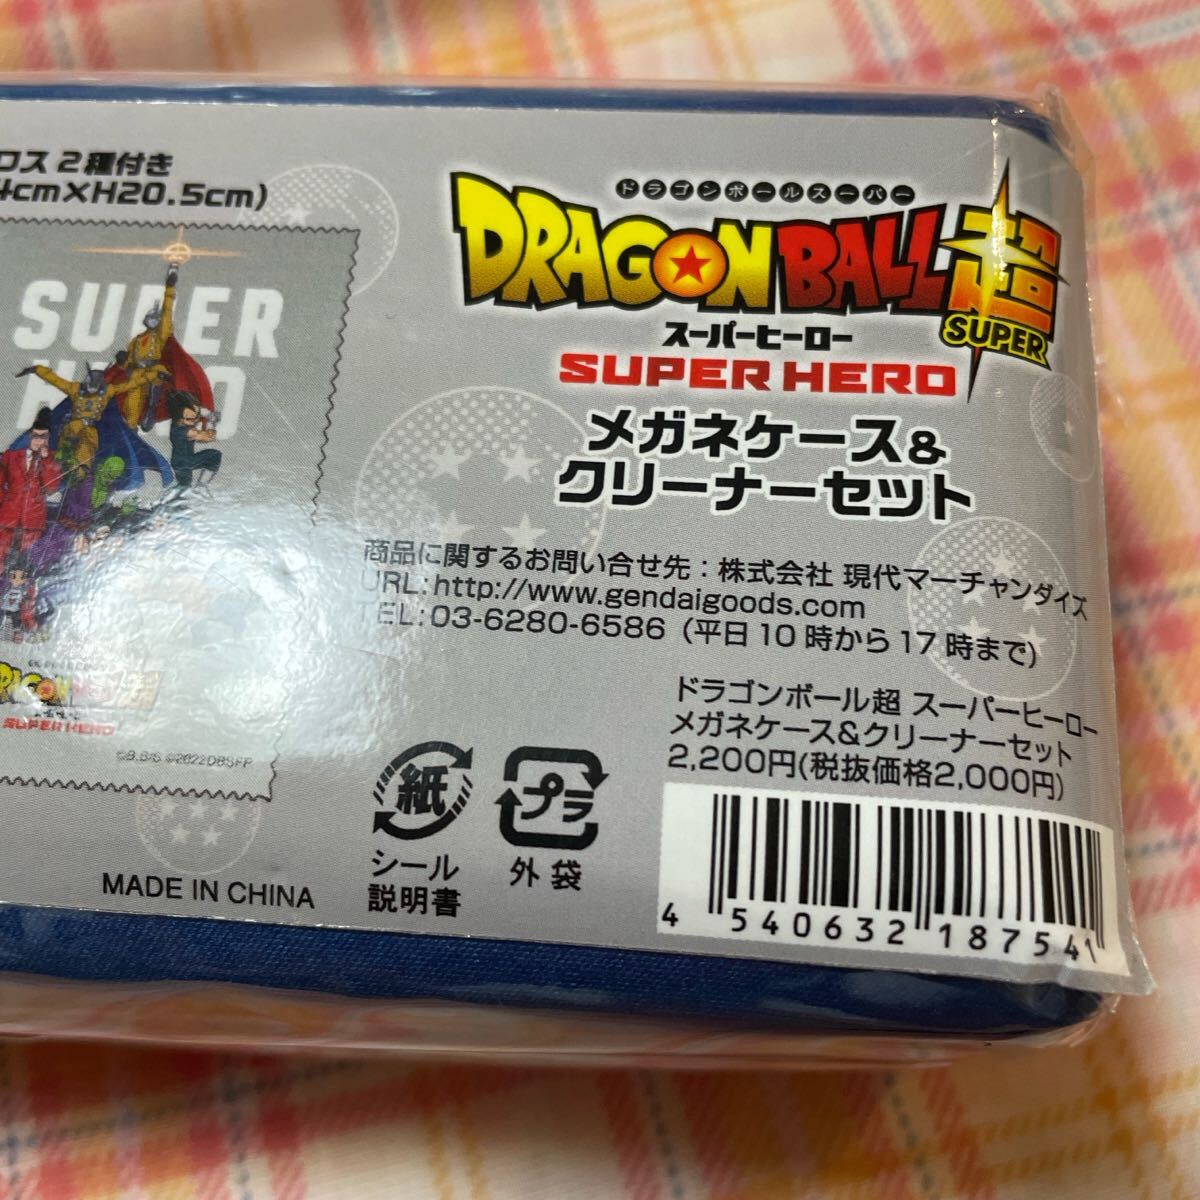 ロス2種付き
4cm×H20.5cm)
SUPER
HERO
SUPER HERO
©B.S/S ©2022DBSFP
MADE IN CHINA
ドラゴンボールスーパー
DRAGON BALL 超
SUPER
スーパーヒーロー
SUPER HERO
メガネケース&
クリーナーセット
商品に関するお問い合せ先：株式会社 現代マーチャンダイズ
URL:http://www.gendaigoods.com
TEL:03-6280-6586（平日10時から17時まで）
ドラゴンボール超 スーパーヒーロー
メガネケース&クリーナーセット
2,200円(税抜価格2,000円)
紙
シール
説明書
プラ
外袋
4 540632 187541